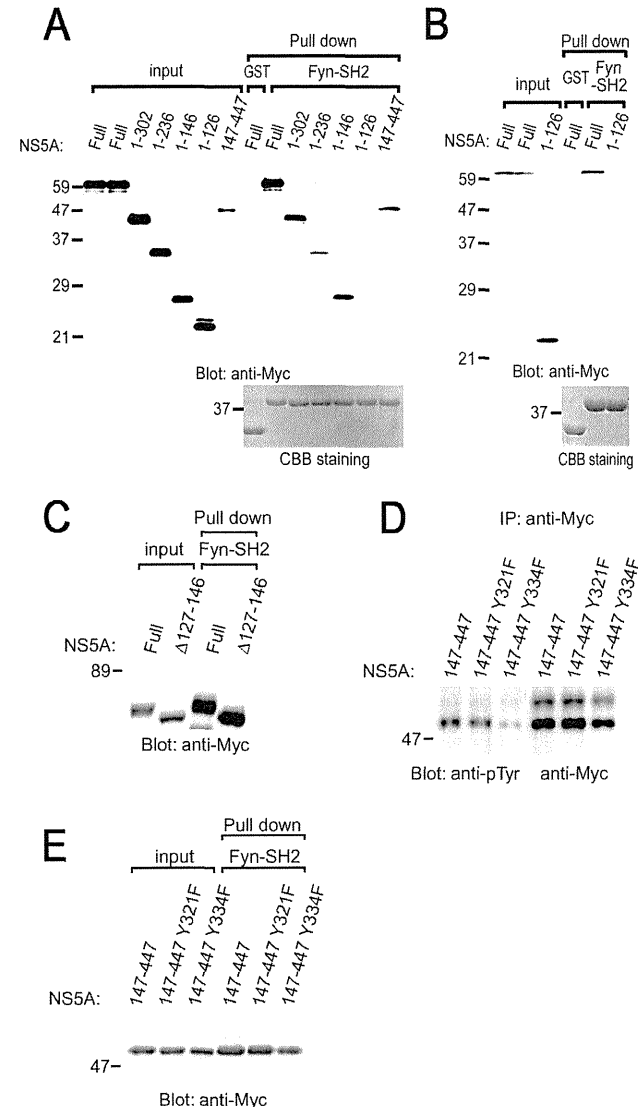 A
Pull down
input
GST
Fyn-SH2
NS5A:
Full
Full
1-302
1-236
1-146
1-126
147-447
Full
Full
1-302
1-236
1-146
1-126
147-447
59
47
37
29
21
Blot: anti-Myc
37
CBB staining
B
Pull down
input
GST
Fyn
-SH2
NS5A:
Full
Full
1-126
Full
Full
1-126
59
47
37
29
21
Blot: anti-Myc
37
CBB staining
C
Pull down
input
Fyn-SH2
NS5A:
Full
Δ127-146
Full
Δ127-146
89
Blot: anti-Myc
D
IP: anti-Myc
NS5A:
147-447
147-447 Y321F
147-447 Y334F
147-447
147-447 Y321F
147-447 Y334F
47
Blot: anti-pTyr
anti-Myc
E
Pull down
input
Fyn-SH2
NS5A:
147-447
147-447 Y321F
147-447 Y334F
147-447
147-447 Y321F
147-447 Y334F
47
Blot: anti-Myc